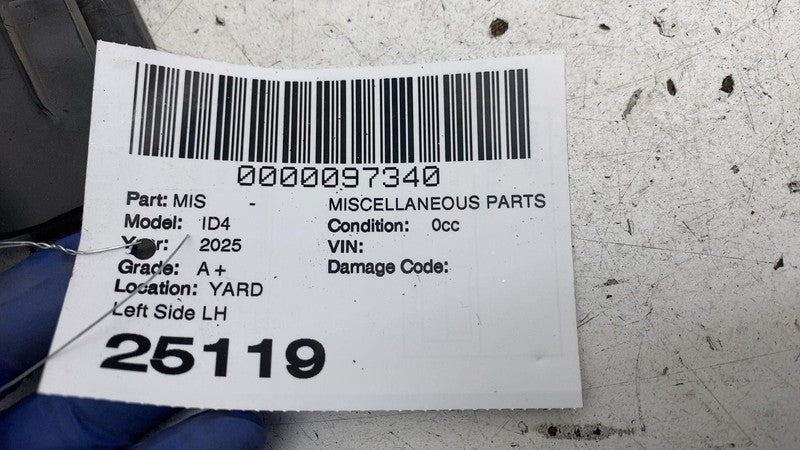 0000097340
Part: MIS - MISCELLANEOUS PARTS
Model: ID4 Condition: 0cc
Year: 2025 VIN:
Grade: A+ Damage Code:
Location: YARD
Left Side LH
25119